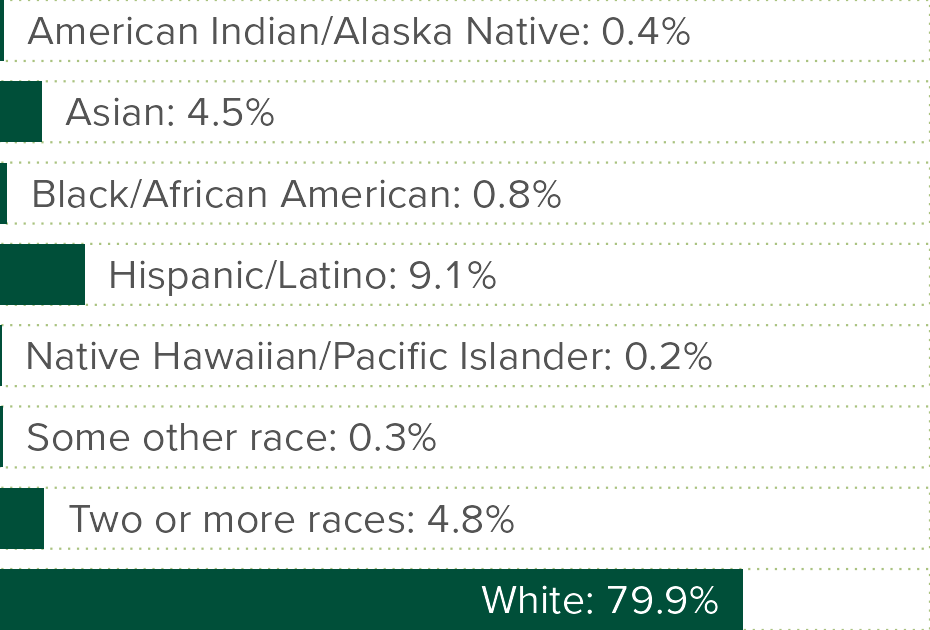 American Indian/Alaska Native: 0.4%
Asian: 4.5%
Black/African American: 0.8%
Hispanic/Latino: 9.1%
Native Hawaiian/Pacific Islander: 0.2%
Some other race: 0.3%
Two or more races: 4.8%
White: 79.9%